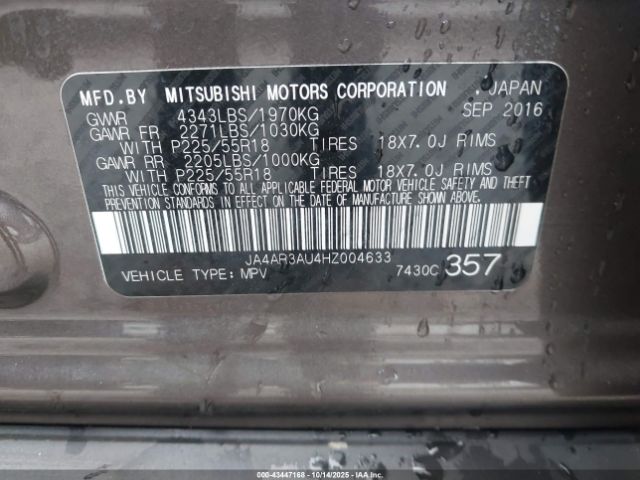 MFD.BY MITSUBISHI MOTORS CORPORATION . JAPAN
GVWR 4343LBS/1970KG SEP 2016
GAWR FR 2271LBS/1030KG
WITH P225/55R18 TIRES 18X7.0J RIMS
GAWR RR 2205LBS/1000KG
WITH P225/55R18 TIRES 18X7.0J RIMS
THIS VEHICLE CONFORMS TO ALL APPLICABLE FEDERAL MOTOR VEHICLE SAFETY AND THEFT
PREVENTION STANDARDS IN EFFECT ON THE DATE OF MANUFACTURE SHOWN ABOVE.
JA4AR3AU4HZ004633
VEHICLE TYPE: MPV 7430C 357
000-43447168 - 10/14/2025 - IAAI.COM